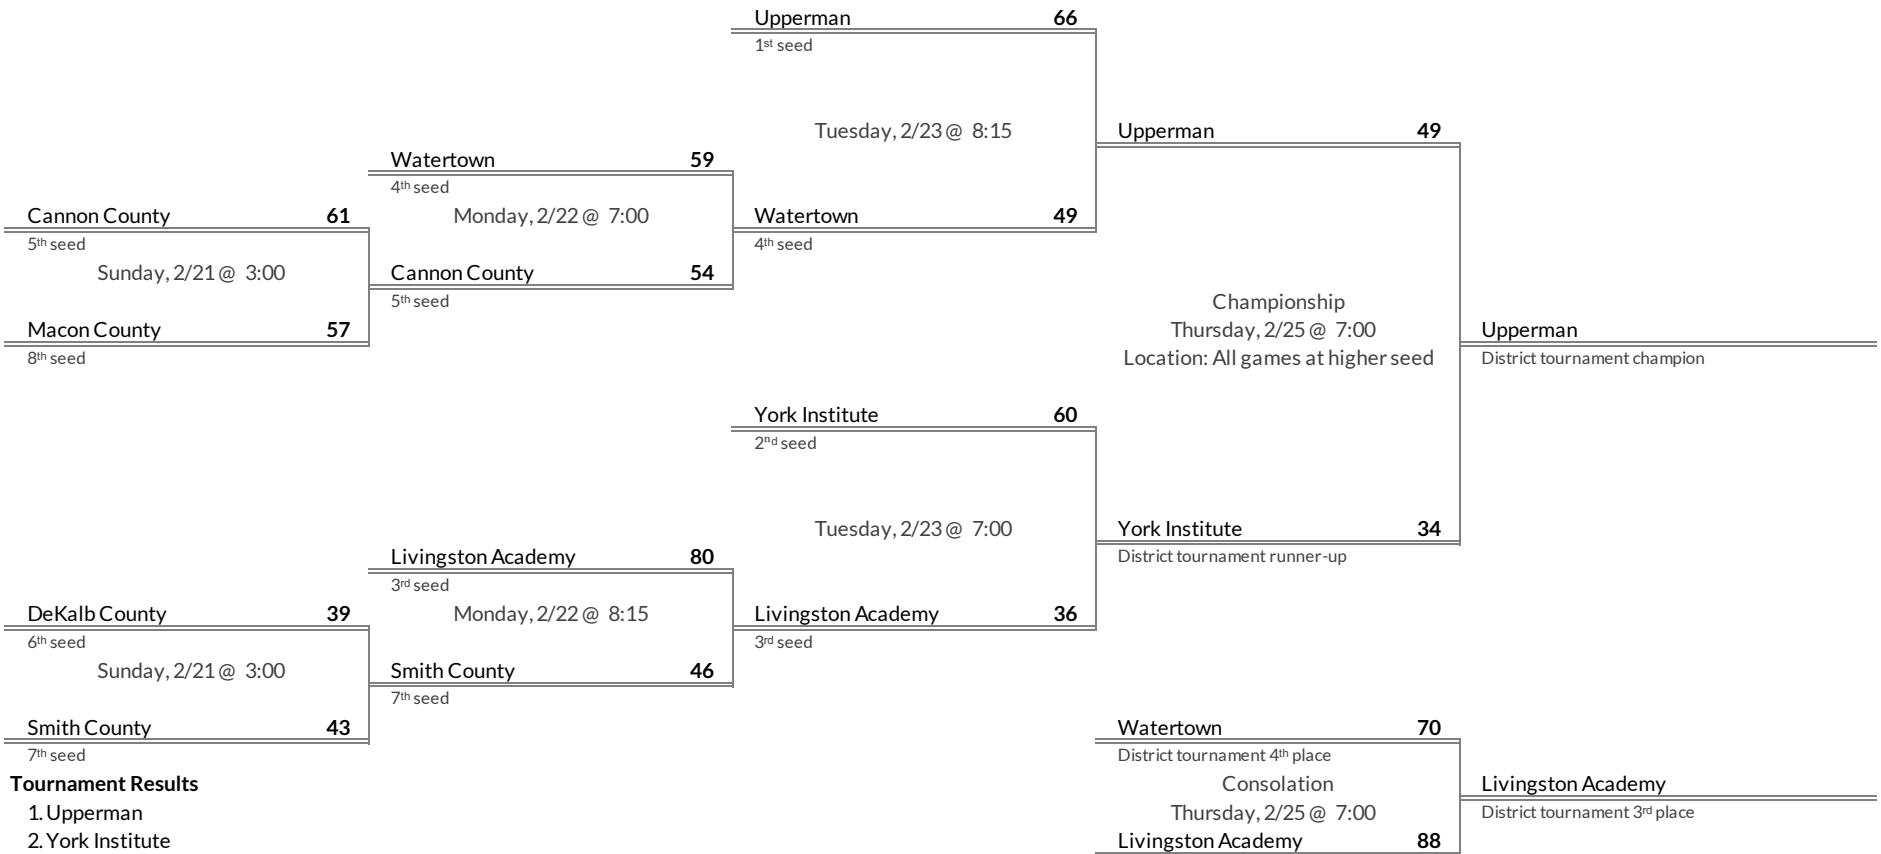 Upperman 66
1st seed
Tuesday, 2/23 @ 8:15
Upperman 49
Watertown 59
4th seed
Cannon County 61
Monday, 2/22 @ 7:00
Watertown 49
5th seed
4th seed
Sunday, 2/21 @ 3:00
Cannon County 54
5th seed
Championship
Macon County 57
Thursday, 2/25 @ 7:00
Upperman
8th seed
Location: All games at higher seed
District tournament champion
York Institute 60
2nd seed
Tuesday, 2/23 @ 7:00
York Institute 34
Livingston Academy 80
District tournament runner-up
3rd seed
DeKalb County 39
Monday, 2/22 @ 8:15
Livingston Academy 36
6th seed
3rd seed
Sunday, 2/21 @ 3:00
Smith County 46
7th seed
Smith County 43
Watertown 70
7th seed
District tournament 4th place
Tournament Results
Consolation
Livingston Academy
1. Upperman
Thursday, 2/25 @ 7:00
District tournament 3rd place
2. York Institute
Livingston Academy 88